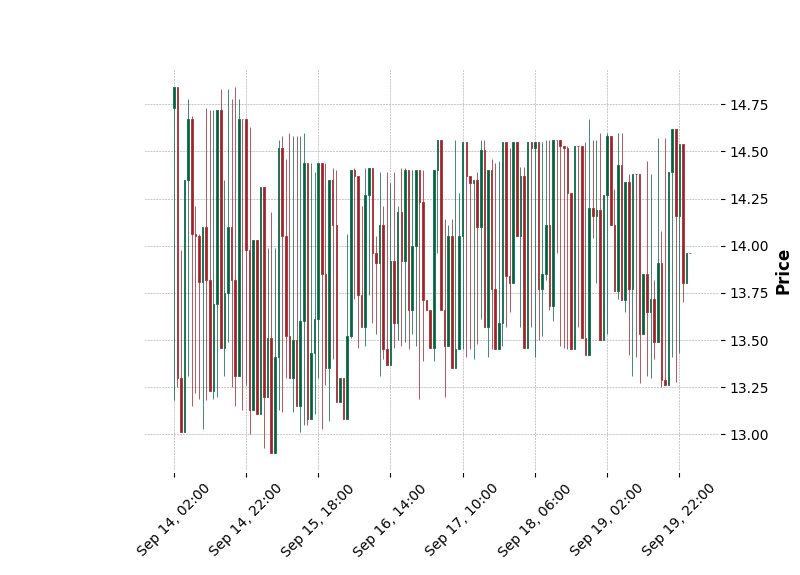 14.75
14.50
14.25
14.00
13.75
13.50
13.25
13.00
Price
Sep 14, 02:00
Sep 14, 22:00
Sep 15, 18:00
Sep 16, 14:00
Sep 17, 10:00
Sep 18, 06:00
Sep 19, 02:00
Sep 19, 22:00